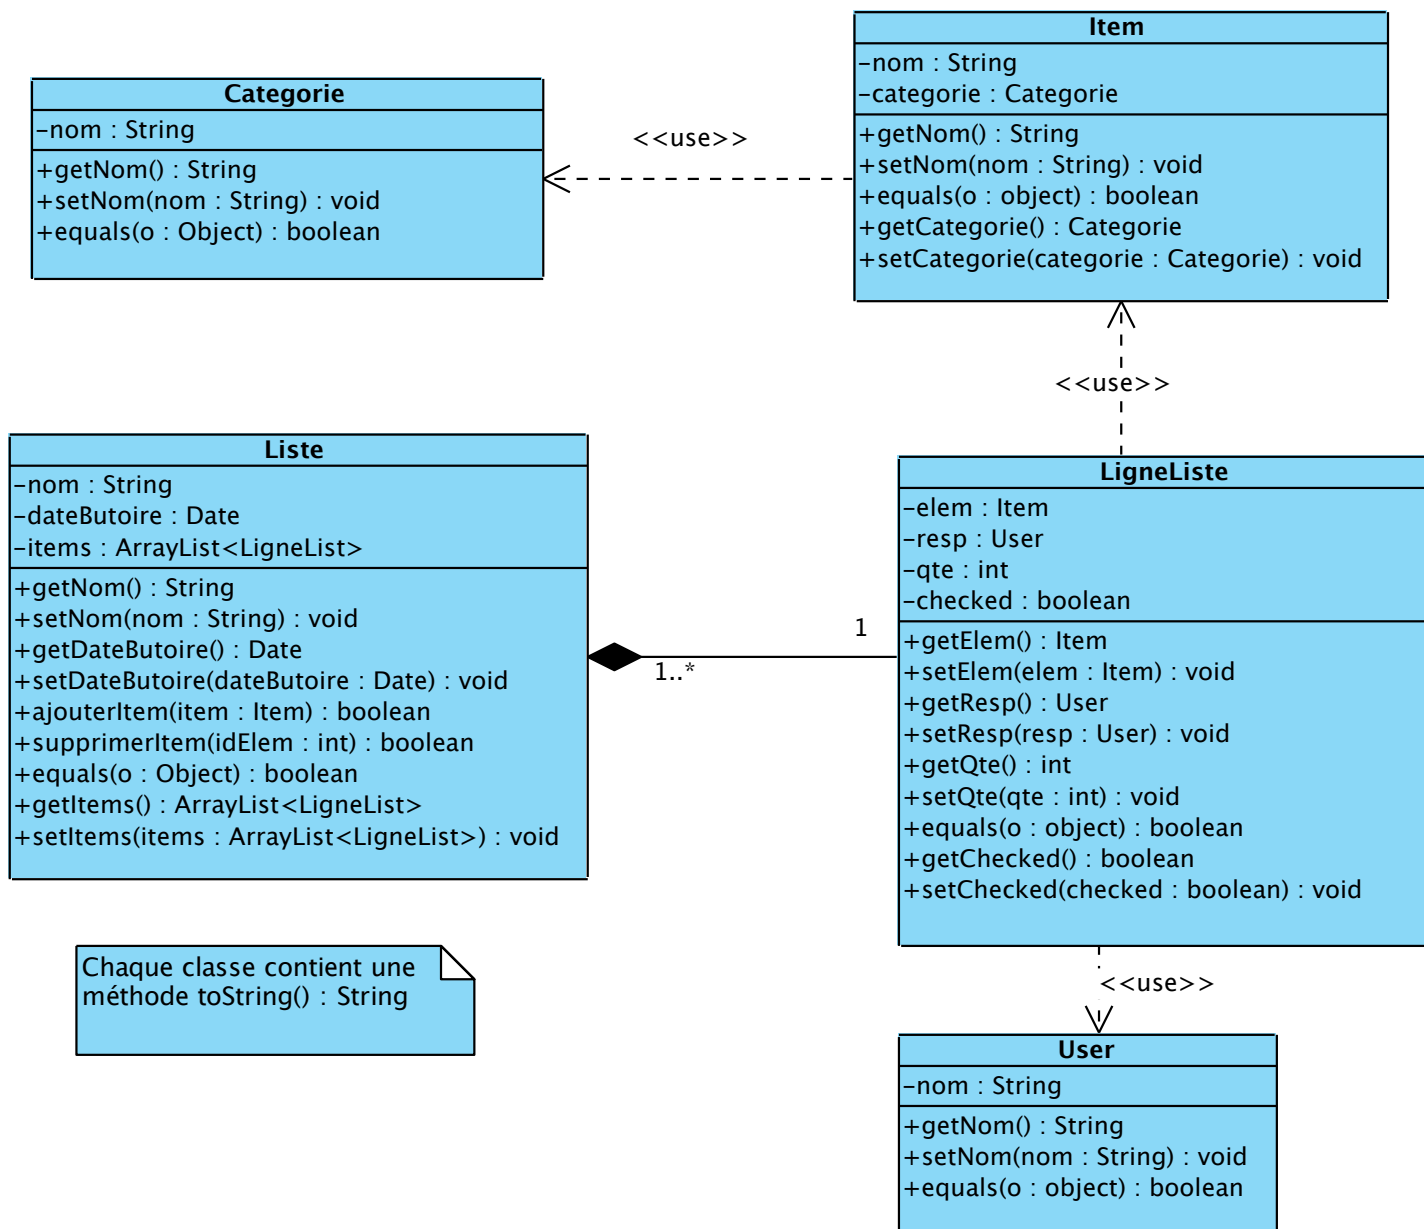 Categorie
-nom : String
+getNom() : String
+setNom(nom : String) : void
+equals(o : Object) : boolean
<<use>>
Item
-nom : String
-categorie : Categorie
+getNom() : String
+setNom(nom : String) : void
+equals(o : object) : boolean
+getCategorie() : Categorie
+setCategorie(categorie : Categorie) : void
<<use>>
Liste
-nom : String
-dateButoire : Date
-items : ArrayList<LigneList>
+getNom() : String
+setNom(nom : String) : void
+getDateButoire() : Date
+setDateButoire(dateButoire : Date) : void
+ajouterItem(item : Item) : boolean
+supprimerItem(idElem : int) : boolean
+equals(o : Object) : boolean
+getItems() : ArrayList<LigneList>
+setItems(items : ArrayList<LigneList>) : void
1
1..*
LigneListe
-elem : Item
-resp : User
-qte : int
-checked : boolean
+getElem() : Item
+setElem(elem : Item) : void
+getResp() : User
+setResp(resp : User) : void
+getQte() : int
+setQte(qte : int) : void
+equals(o : object) : boolean
+getChecked() : boolean
+setChecked(checked : boolean) : void
Chaque classe contient une
méthode toString() : String
<<use>>
User
-nom : String
+getNom() : String
+setNom(nom : String) : void
+equals(o : object) : boolean